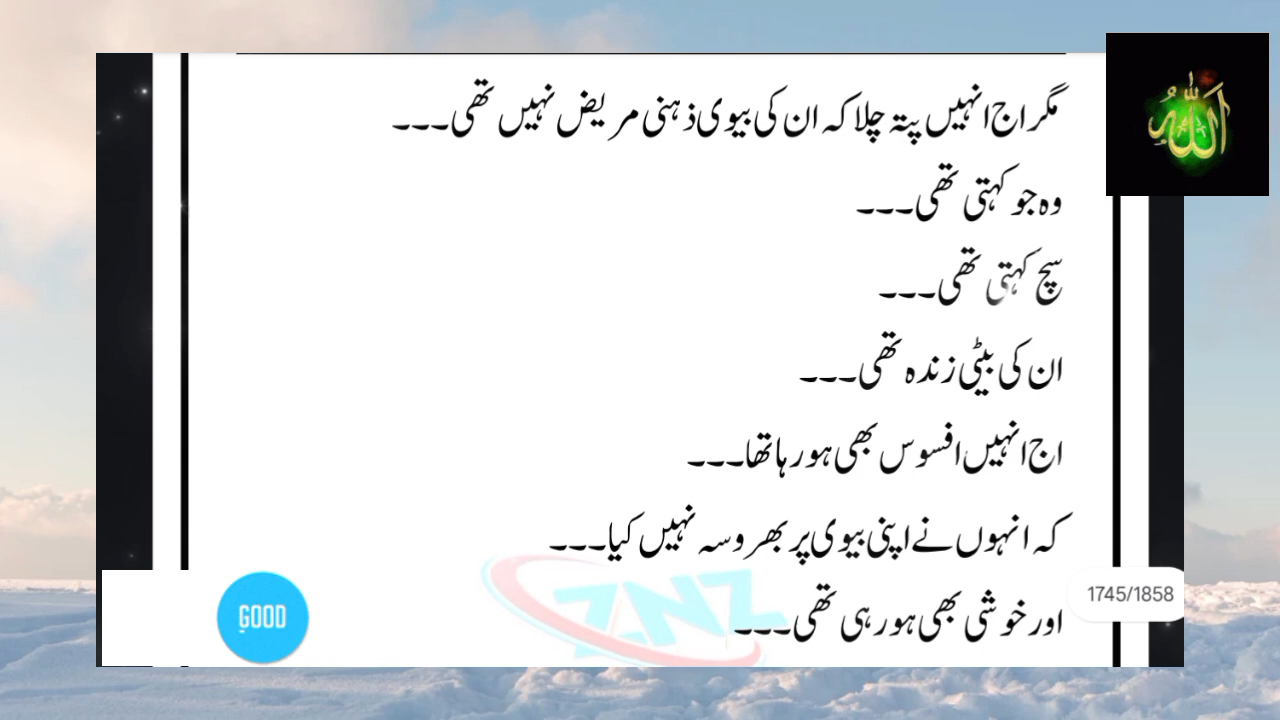 مگر اج انہیں پتہ چلا کہ ان کی بیوی ذہنی مریض نہیں تھی۔۔۔
وہ جو کہتی تھی۔۔۔
سچ کہتی تھی۔۔۔
ان کی بیٹی زندہ تھی۔۔۔
اج انہیں افسوس بھی ہو رہا تھا۔۔۔
کہ انہوں نے اپنی بیوی پر بھروسہ نہیں کیا۔۔۔
اور خوشی بھی ہو رہی تھی۔۔۔
ZNZ
GOOD
1745/1858
الله